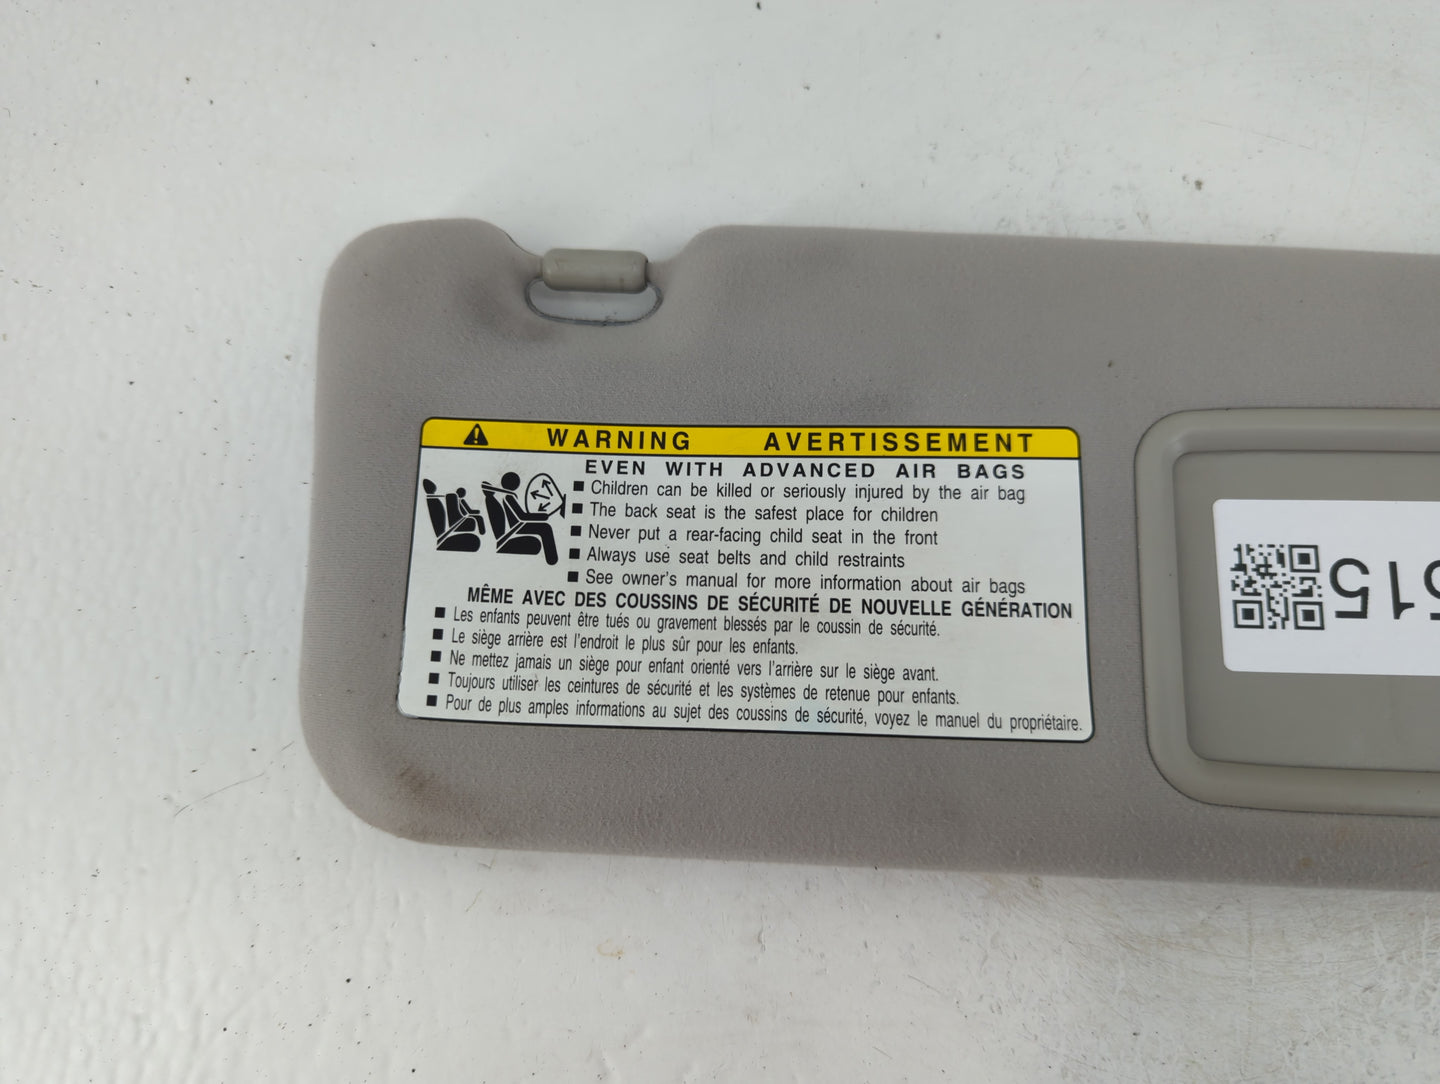 WARNING AVERTISSEMENT
EVEN WITH ADVANCED AIR BAGS
■ Children can be killed or seriously injured by the air bag
■ The back seat is the safest place for children
■ Never put a rear-facing child seat in the front
■ Always use seat belts and child restraints
■ See owner's manual for more information about air bags
MÊME AVEC DES COUSSINS DE SÉCURITÉ DE NOUVELLE GÉNÉRATION
■ Les enfants peuvent être tués ou gravement blessés par le coussin de sécurité.
■ Le siège arrière est l'endroit le plus sûr pour les enfants.
■ Ne mettez jamais un siège pour enfant orienté vers l'arrière sur le siège avant.
■ Toujours utiliser les ceintures de sécurité et les systèmes de retenue pour enfants.
■ Pour de plus amples informations au sujet des coussins de sécurité, voyez le manuel du propriétaire.